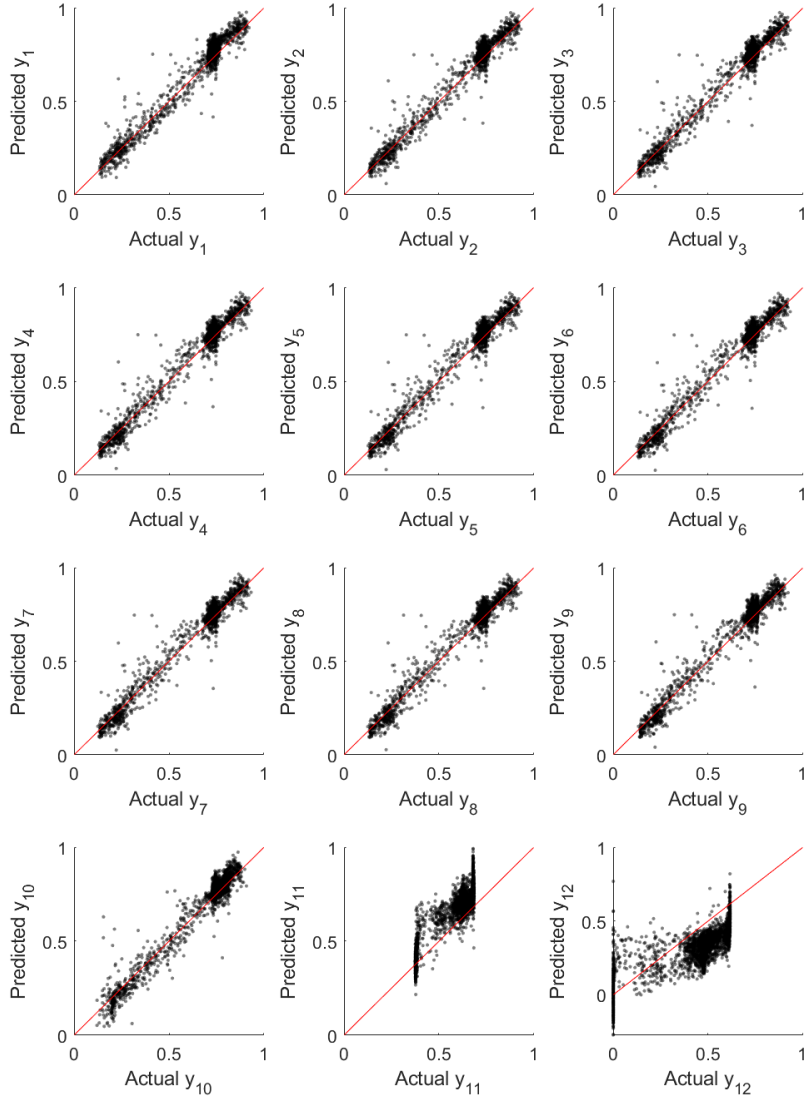 Predicted y1
1
0.5
0
0 0.5 1
Actual y1
Predicted y2
1
0.5
0
0 0.5 1
Actual y2
Predicted y3
1
0.5
0
0 0.5 1
Actual y3
Predicted y4
1
0.5
0
0 0.5 1
Actual y4
Predicted y5
1
0.5
0
0 0.5 1
Actual y5
Predicted y6
1
0.5
0
0 0.5 1
Actual y6
Predicted y7
1
0.5
0
0 0.5 1
Actual y7
Predicted y8
1
0.5
0
0 0.5 1
Actual y8
Predicted y9
1
0.5
0
0 0.5 1
Actual y9
Predicted y10
1
0.5
0
0 0.5 1
Actual y10
Predicted y11
1
0.5
0
0 0.5 1
Actual y11
Predicted y12
1
0.5
0
0 0.5 1
Actual y12